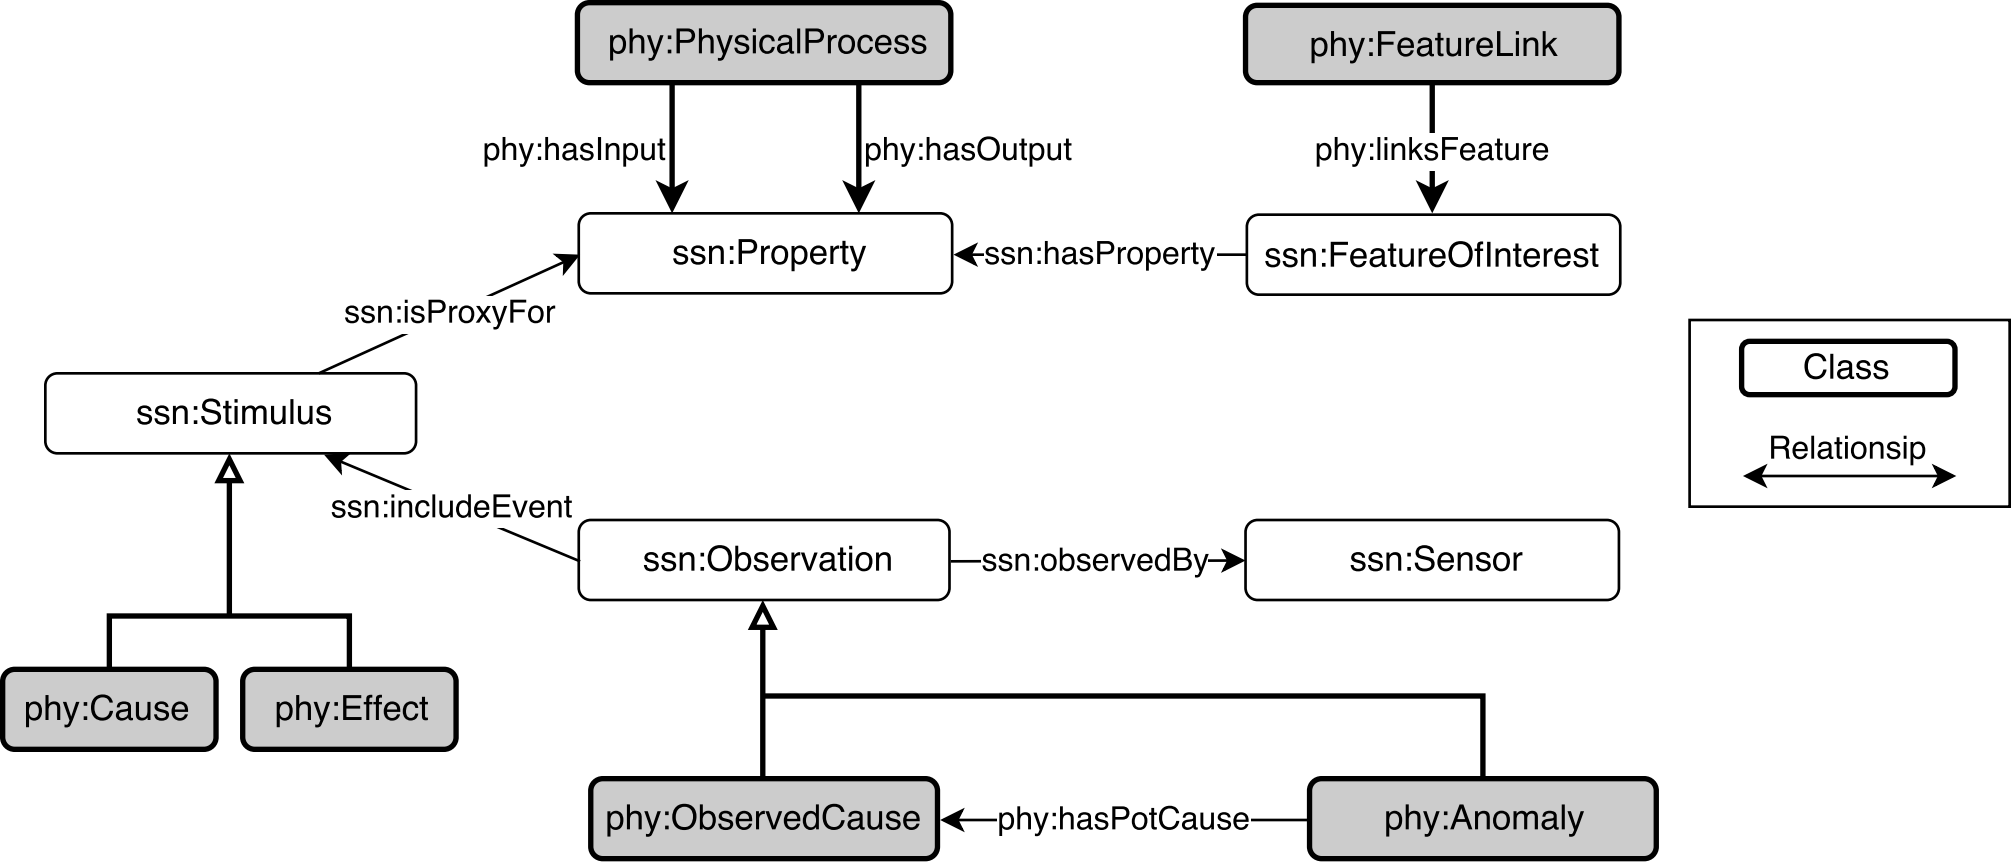 phy:PhysicalProcess
phy:FeatureLink
phy:hasInput
phy:hasOutput
phy:linksFeature
ssn:Property
ssn:hasProperty
ssn:FeatureOfInterest
ssn:isProxyFor
Class
ssn:Stimulus
Relationsip
ssn:includeEvent
ssn:Observation
ssn:observedBy
ssn:Sensor
phy:Cause
phy:Effect
phy:ObservedCause
phy:hasPotCause
phy:Anomaly